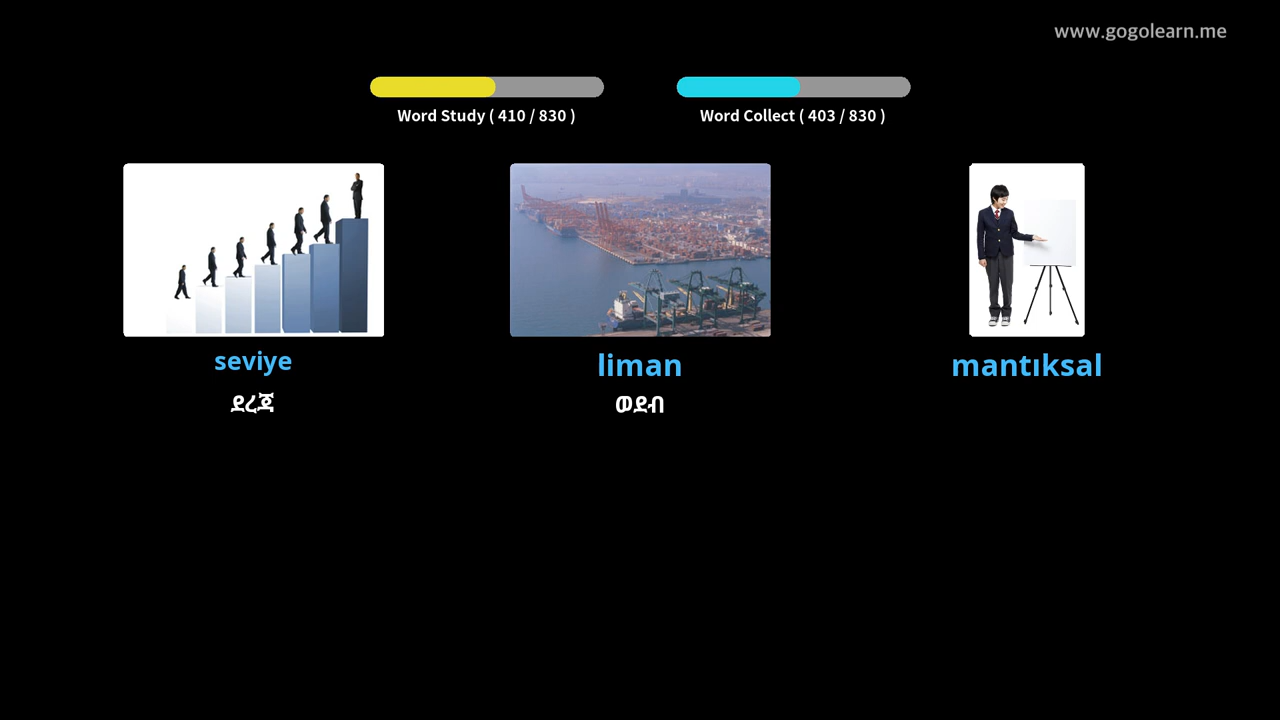 www.gogolearn.me
Word Study ( 410 / 830 )
Word Collect ( 403 / 830 )
seviye
ደረጃ
liman
ወደብ
mantıksal